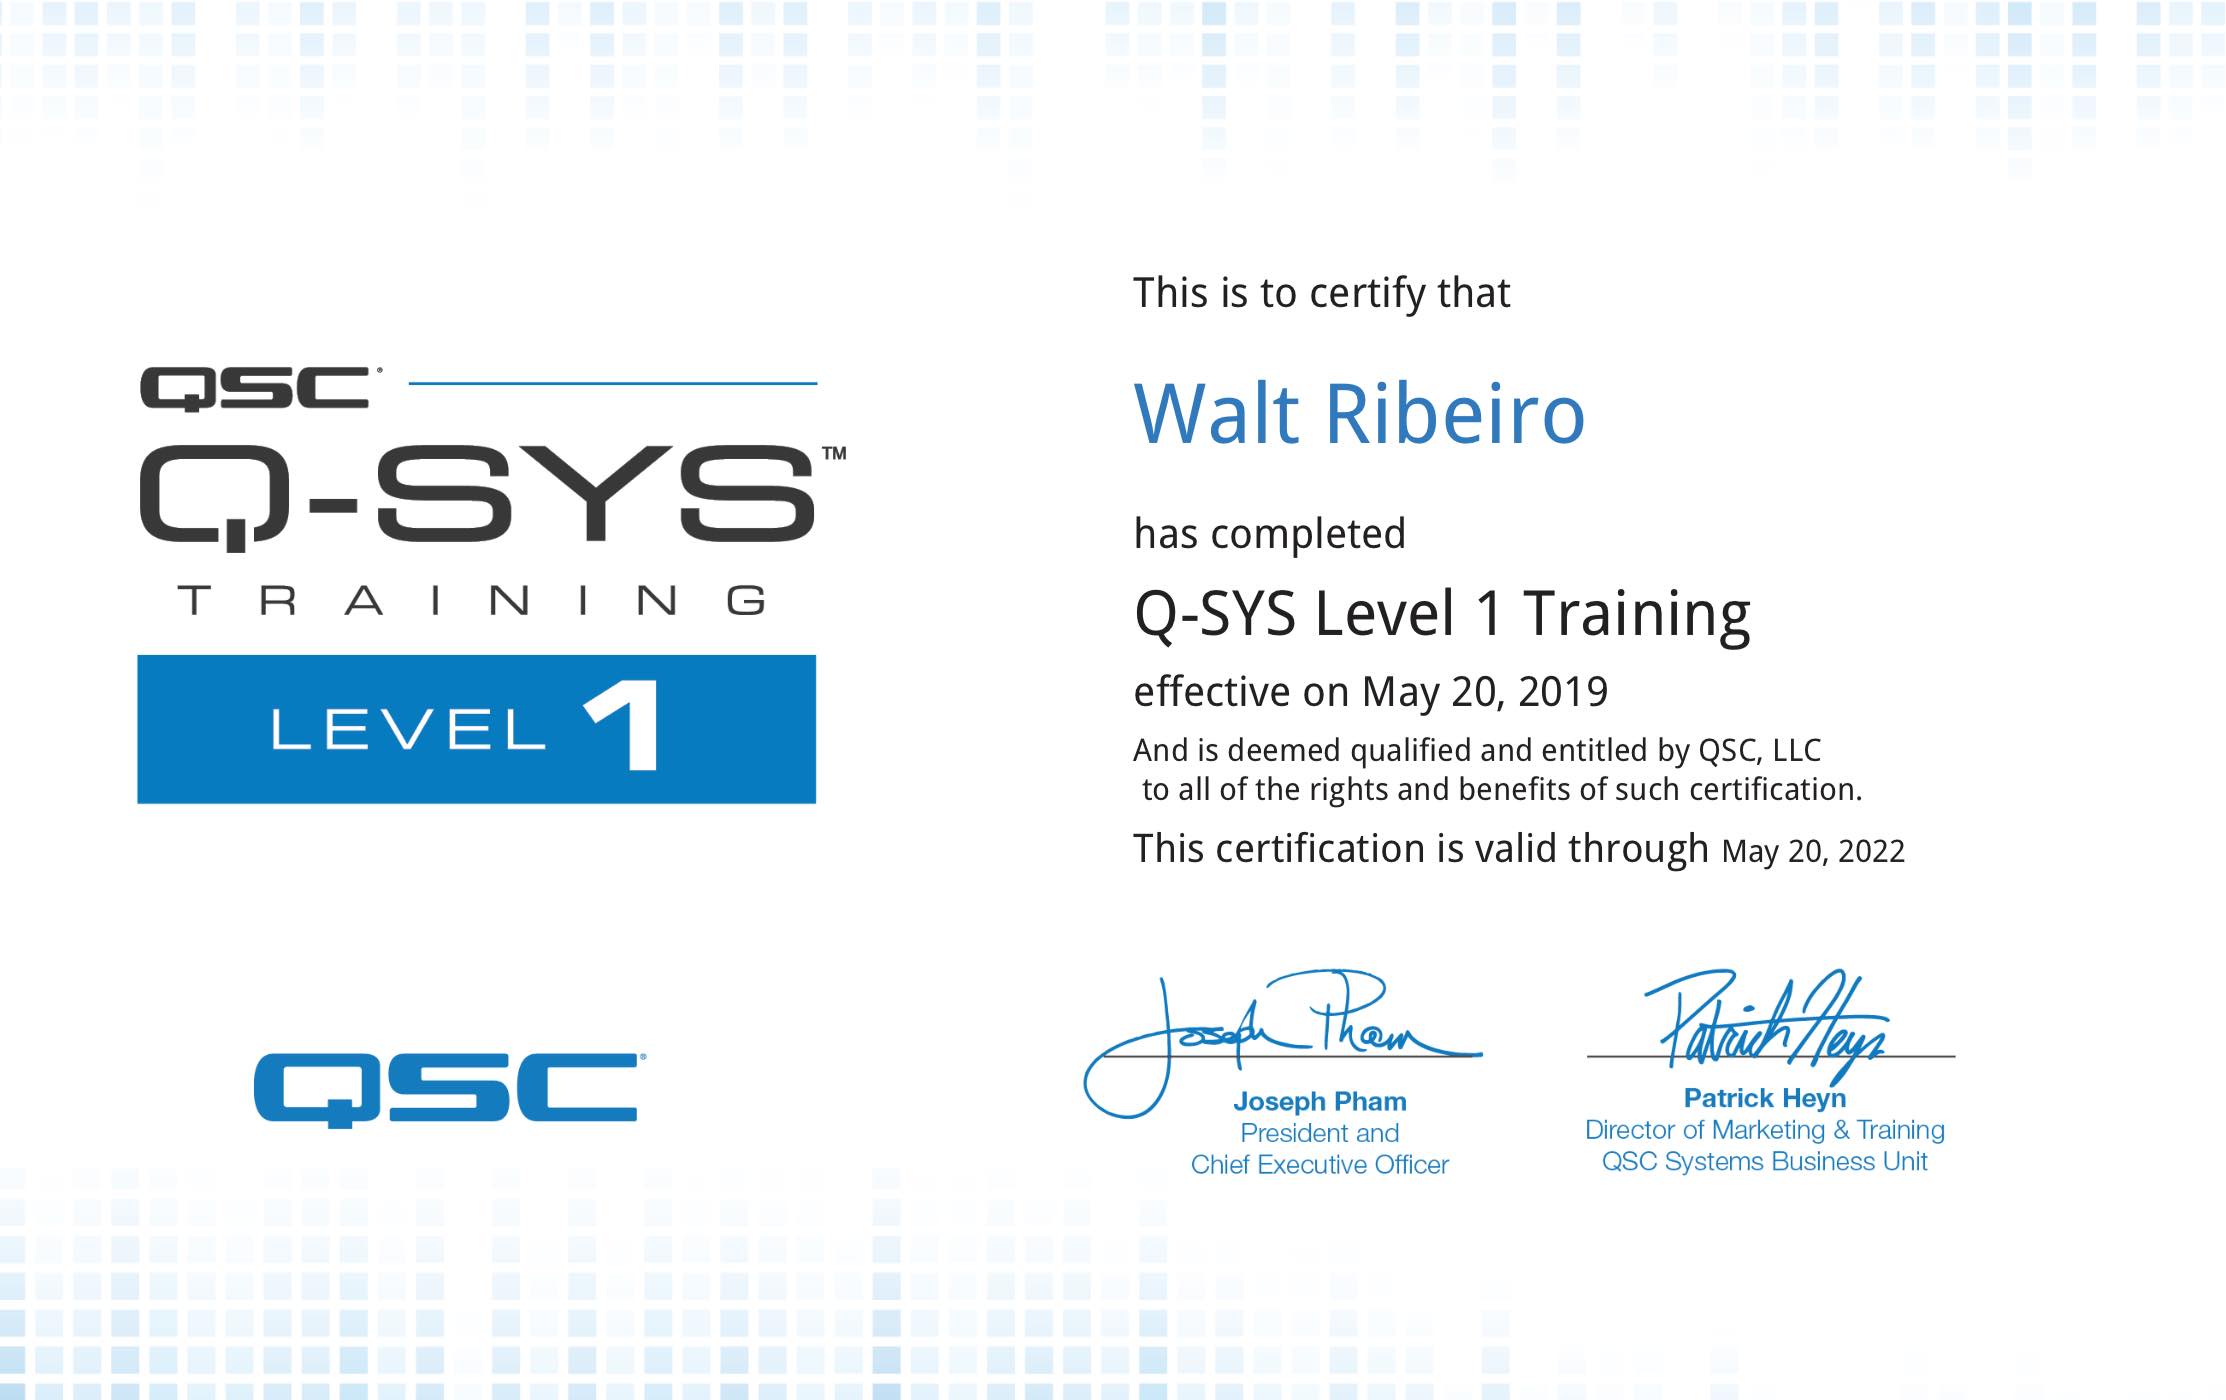 QSC®
Q-SYS™
TRAINING
LEVEL 1
QSC®
This is to certify that
Walt Ribeiro
has completed
Q-SYS Level 1 Training
effective on May 20, 2019
And is deemed qualified and entitled by QSC, LLC
to all of the rights and benefits of such certification.
This certification is valid through May 20, 2022
Joseph Pham
Joseph Pham
President and
Chief Executive Officer
Patrick Heyn
Patrick Heyn
Director of Marketing & Training
QSC Systems Business Unit